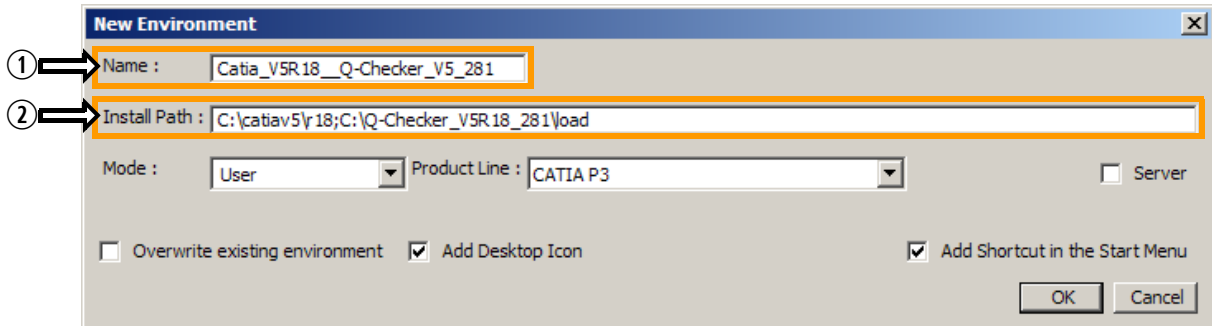 New Environment
① Name : Catia_V5R18__Q-Checker_V5_281
② Install Path : C:\catiav5\r18;C:\Q-Checker_V5R18_281\load
Mode : User Product Line : CATIA P3 Server
Overwrite existing environment Add Desktop Icon Add Shortcut in the Start Menu
OK Cancel